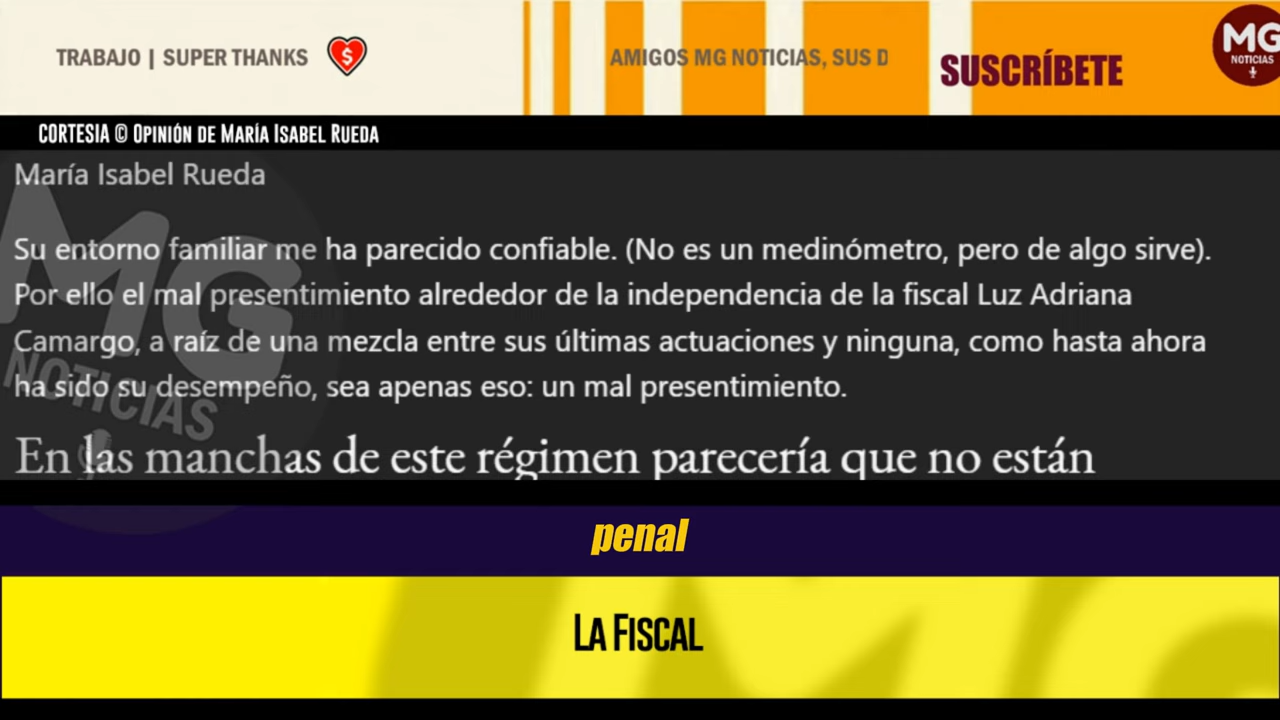 TRABAJO | SUPER THANKS
$
AMIGOS MG NOTICIAS, SUS D
SUSCRÍBETE
MG
NOTICIAS
CORTESIA © OPINIÓN DE MARÍA ISABEL RUEDA
María Isabel Rueda
Su entorno familiar me ha parecido confiable. (No es un medinómetro, pero de algo sirve).
Por ello el mal presentimiento alrededor de la independencia de la fiscal Luz Adriana
Camargo, a raíz de una mezcla entre sus últimas actuaciones y ninguna, como hasta ahora
ha sido su desempeño, sea apenas eso: un mal presentimiento.
MG
NOTICIAS
En las manchas de este régimen parecería que no están
penal
LA FISCAL